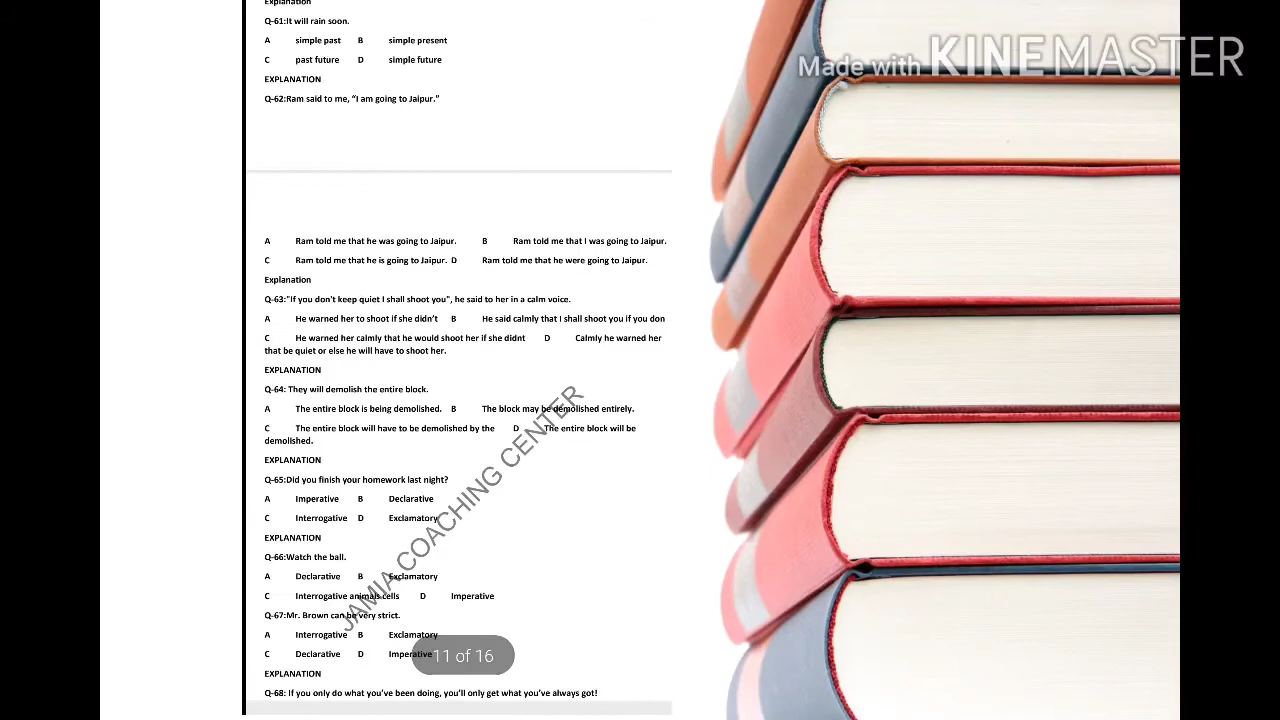 Explanation
Q-61:It will rain soon.
A simple past B simple present
C past future D simple future
EXPLANATION
Q-62:Ram said to me, “I am going to Jaipur.”
A Ram told me that he was going to Jaipur. B Ram told me that I was going to Jaipur.
C Ram told me that he is going to Jaipur. D Ram told me that he were going to Jaipur.
Explanation
Q-63:"If you don't keep quiet I shall shoot you", he said to her in a calm voice.
A He warned her to shoot if she didn’t B He said calmly that I shall shoot you if you don
C He warned her calmly that he would shoot her if she didnt D Calmly he warned her
that be quiet or else he will have to shoot her.
EXPLANATION
Q-64: They will demolish the entire block.
A The entire block is being demolished. B The block may be demolished entirely.
C The entire block will have to be demolished by the D The entire block will be
demolished.
EXPLANATION
Q-65:Did you finish your homework last night?
A Imperative B Declarative
C Interrogative D Exclamatory
EXPLANATION
Q-66:Watch the ball.
A Declarative B Exclamatory
C Interrogative animals cells D Imperative
Q-67:Mr. Brown can be very strict.
A Interrogative B Exclamatory
C Declarative D Imperative
EXPLANATION
Q-68: If you only do what you’ve been doing, you’ll only get what you’ve always got!
JAMIA COACHING CENTER
11 of 16
Made with KINEMASTER